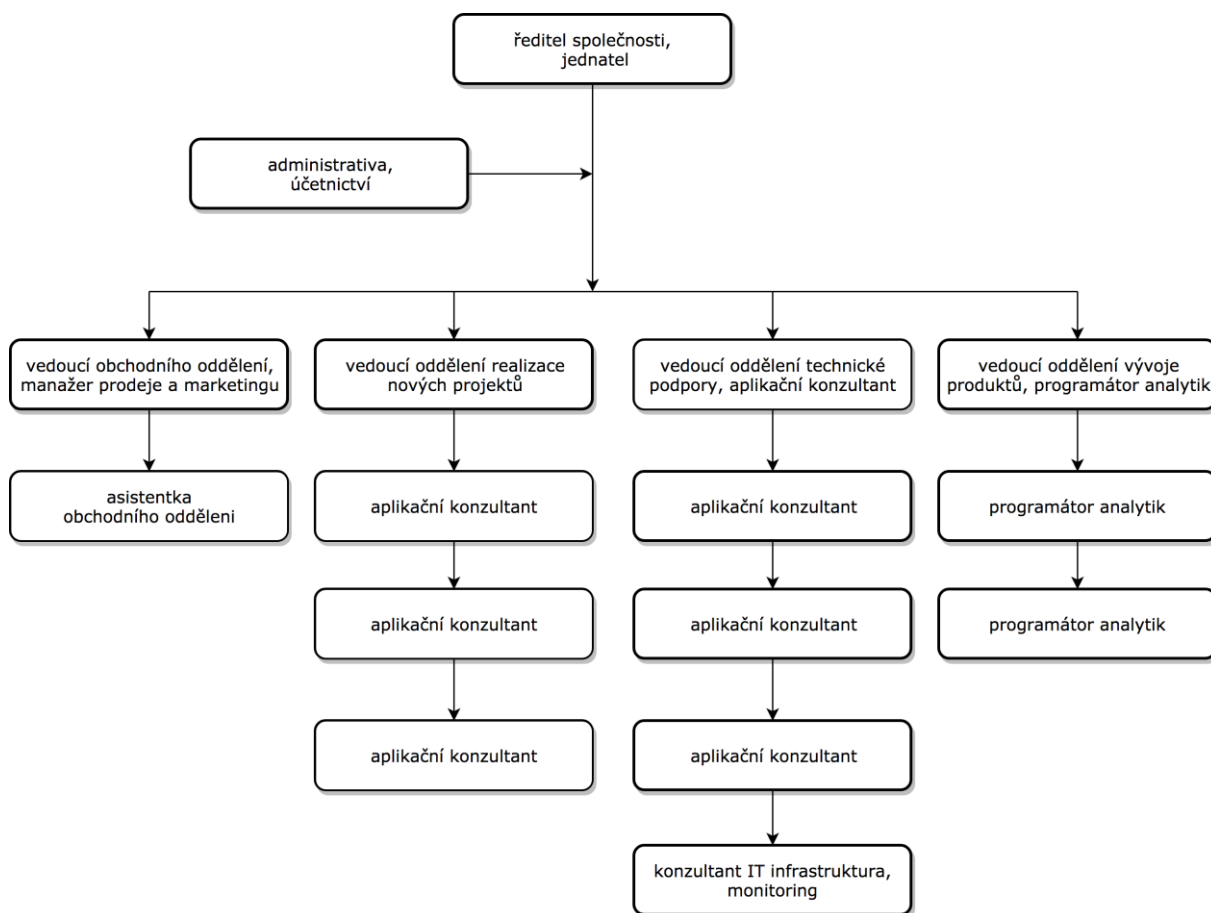 ředitel společnosti,
jednatel
administrativa,
účetnictví
vedoucí obchodního oddělení,
manažer prodeje a marketingu
vedoucí oddělení realizace
nových projektů
vedoucí oddělení technické
podpory, aplikační konzultant
vedoucí oddělení vývoje
produktů, programátor analytik
asistentka
obchodního odděleni
aplikační konzultant
aplikační konzultant
programátor analytik
aplikační konzultant
aplikační konzultant
programátor analytik
aplikační konzultant
aplikační konzultant
konzultant IT infrastruktura,
monitoring